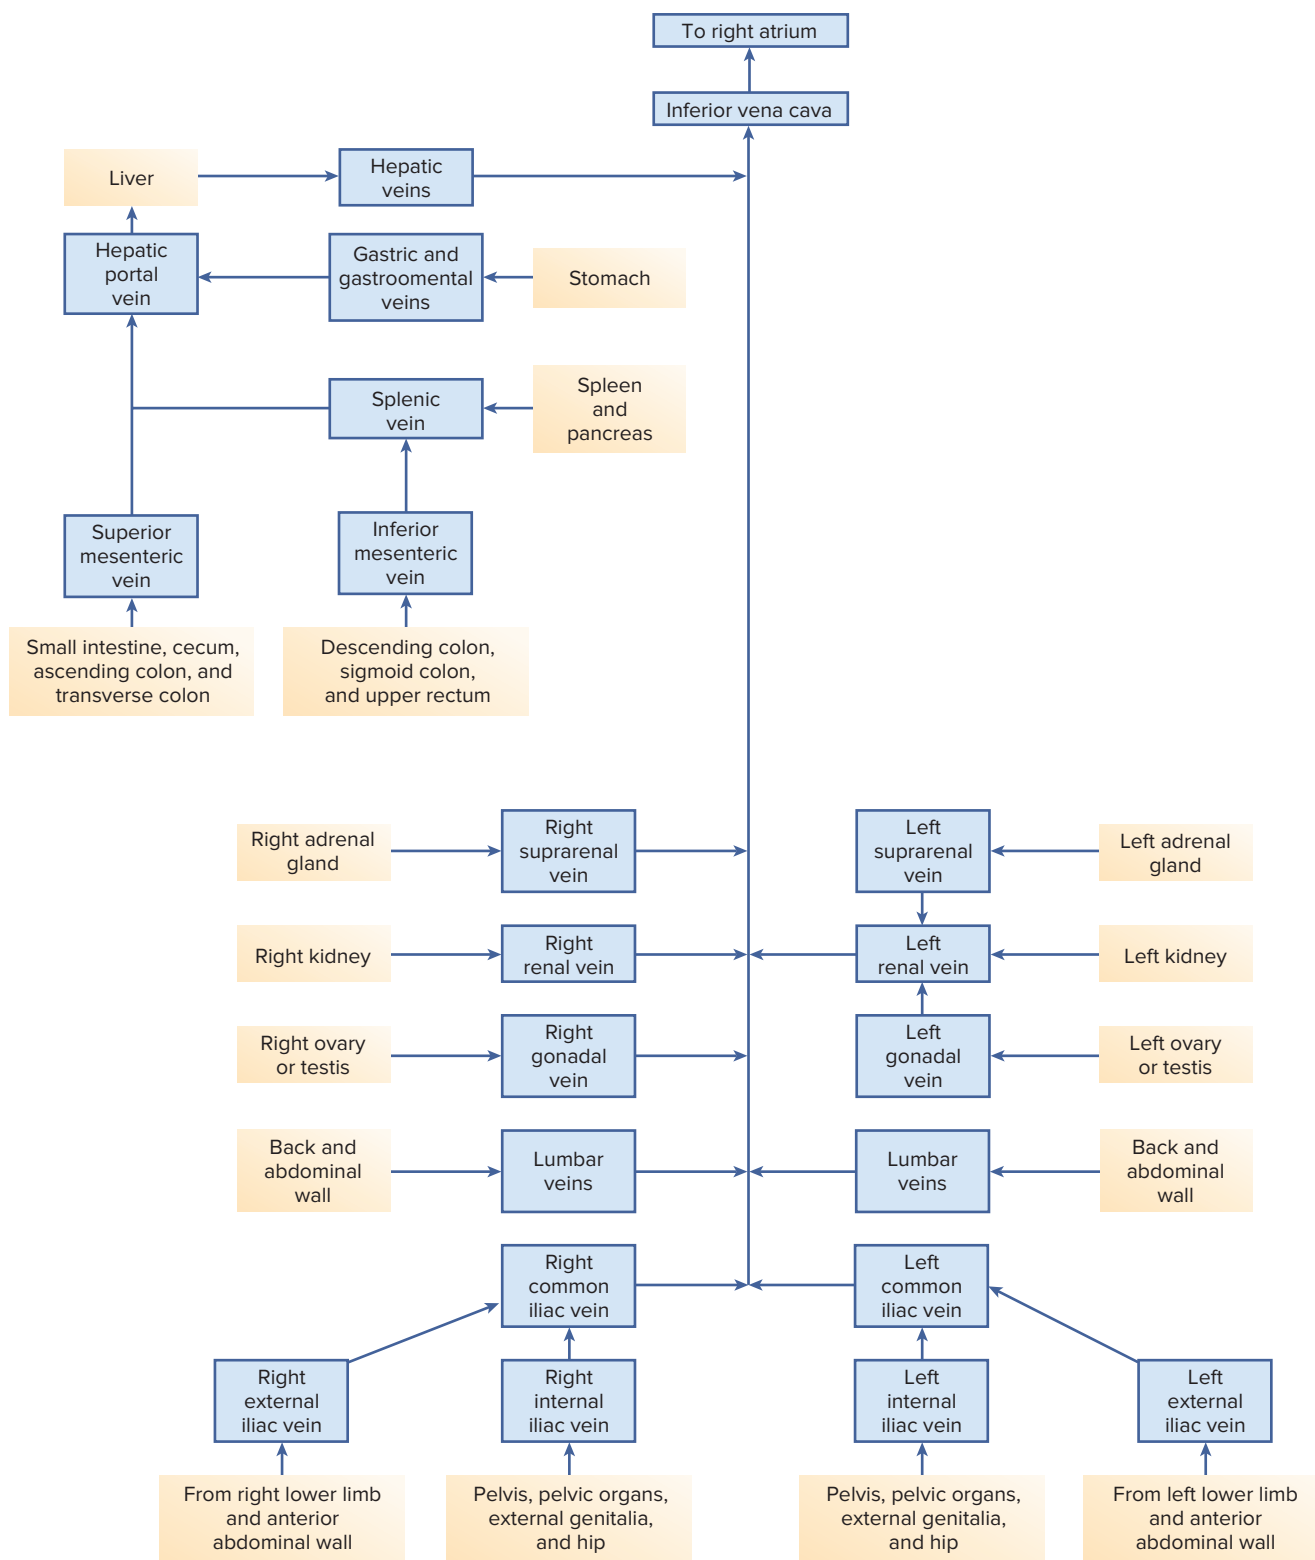 To right atrium
Inferior vena cava
Liver
Hepatic
veins
Hepatic
portal
vein
Gastric and
gastroomental
veins
Stomach
Splenic
vein
Spleen
and
pancreas
Superior
mesenteric
vein
Inferior
mesenteric
vein
Small intestine, cecum,
ascending colon, and
transverse colon
Descending colon,
sigmoid colon,
and upper rectum
Right adrenal
gland
Right
suprarenal
vein
Left
suprarenal
vein
Left adrenal
gland
Right kidney
Right
renal vein
Left
renal vein
Left kidney
Right ovary
or testis
Right
gonadal
vein
Left
gonadal
vein
Left ovary
or testis
Back and
abdominal
wall
Lumbar
veins
Lumbar
veins
Back and
abdominal
wall
Right
common
iliac vein
Left
common
iliac vein
Right
external
iliac vein
Right
internal
iliac vein
Left
internal
iliac vein
Left
external
iliac vein
From right lower limb
and anterior
abdominal wall
Pelvis, pelvic organs,
external genitalia,
and hip
Pelvis, pelvic organs,
external genitalia,
and hip
From left lower limb
and anterior
abdominal wall